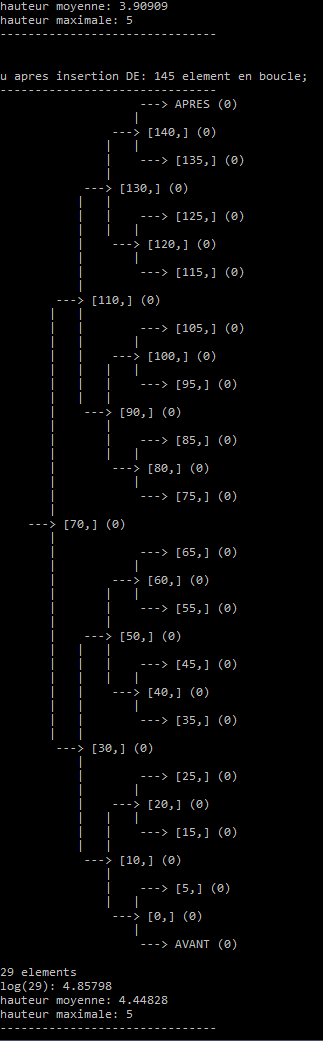 hauteur moyenne: 3.90909
hauteur maximale: 5
-------------------------------
u apres insertion DE: 145 element en boucle;
-------------------------------
---> APRES (0)
|
---> [140,] (0)
| |
| ---> [135,] (0)
|
---> [130,] (0)
| |
| | ---> [125,] (0)
| | |
| ---> [120,] (0)
| |
| ---> [115,] (0)
|
---> [110,] (0)
| |
| | ---> [105,] (0)
| | |
| | ---> [100,] (0)
| | | |
| | | ---> [95,] (0)
| | |
| ---> [90,] (0)
| |
| | ---> [85,] (0)
| | |
| ---> [80,] (0)
| |
| ---> [75,] (0)
|
---> [70,] (0)
|
| ---> [65,] (0)
| |
| ---> [60,] (0)
| | |
| | ---> [55,] (0)
| |
| ---> [50,] (0)
| | |
| | | ---> [45,] (0)
| | | |
| | ---> [40,] (0)
| | |
| | ---> [35,] (0)
| |
---> [30,] (0)
|
| ---> [25,] (0)
| |
| ---> [20,] (0)
| | |
| | ---> [15,] (0)
| |
---> [10,] (0)
|
| ---> [5,] (0)
| |
---> [0,] (0)
|
---> AVANT (0)
29 elements
log(29): 4.85798
hauteur moyenne: 4.44828
hauteur maximale: 5
-------------------------------